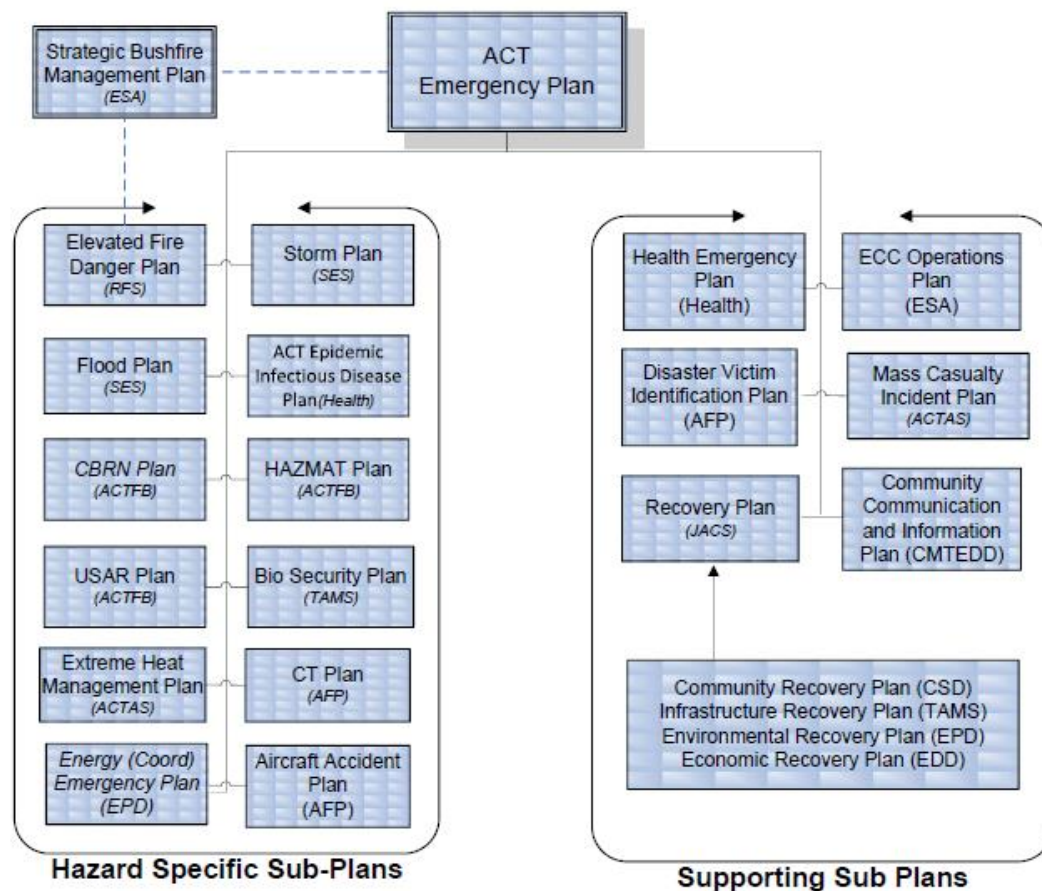 Strategic Bushfire
Management Plan
(ESA)
ACT
Emergency Plan
Elevated Fire
Danger Plan
(RFS)
Storm Plan
(SES)
Flood Plan
(SES)
ACT Epidemic
Infectious Disease
Plan(Health)
CBRN Plan
(ACTFB)
HAZMAT Plan
(ACTFB)
USAR Plan
(ACTFB)
Bio Security Plan
(TAMS)
Extreme Heat
Management Plan
(ACTAS)
CT Plan
(AFP)
Energy (Coord)
Emergency Plan
(EPD)
Aircraft Accident
Plan
(AFP)
Hazard Specific Sub-Plans
Health Emergency
Plan
(Health)
ECC Operations
Plan
(ESA)
Disaster Victim
Identification Plan
(AFP)
Mass Casualty
Incident Plan
(ACTAS)
Recovery Plan
(JACS)
Community
Communication
and Information
Plan (CMTEDD)
Community Recovery Plan (CSD)
Infrastructure Recovery Plan (TAMS)
Environmental Recovery Plan (EPD)
Economic Recovery Plan (EDD)
Supporting Sub Plans